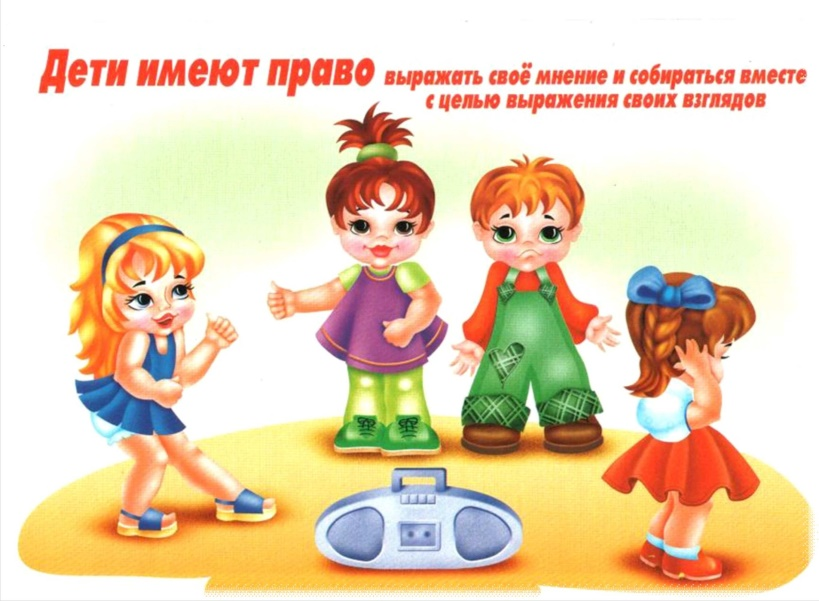 Дети имеют право выражать своё мнение и собираться вместе
с целью выражения своих взглядов